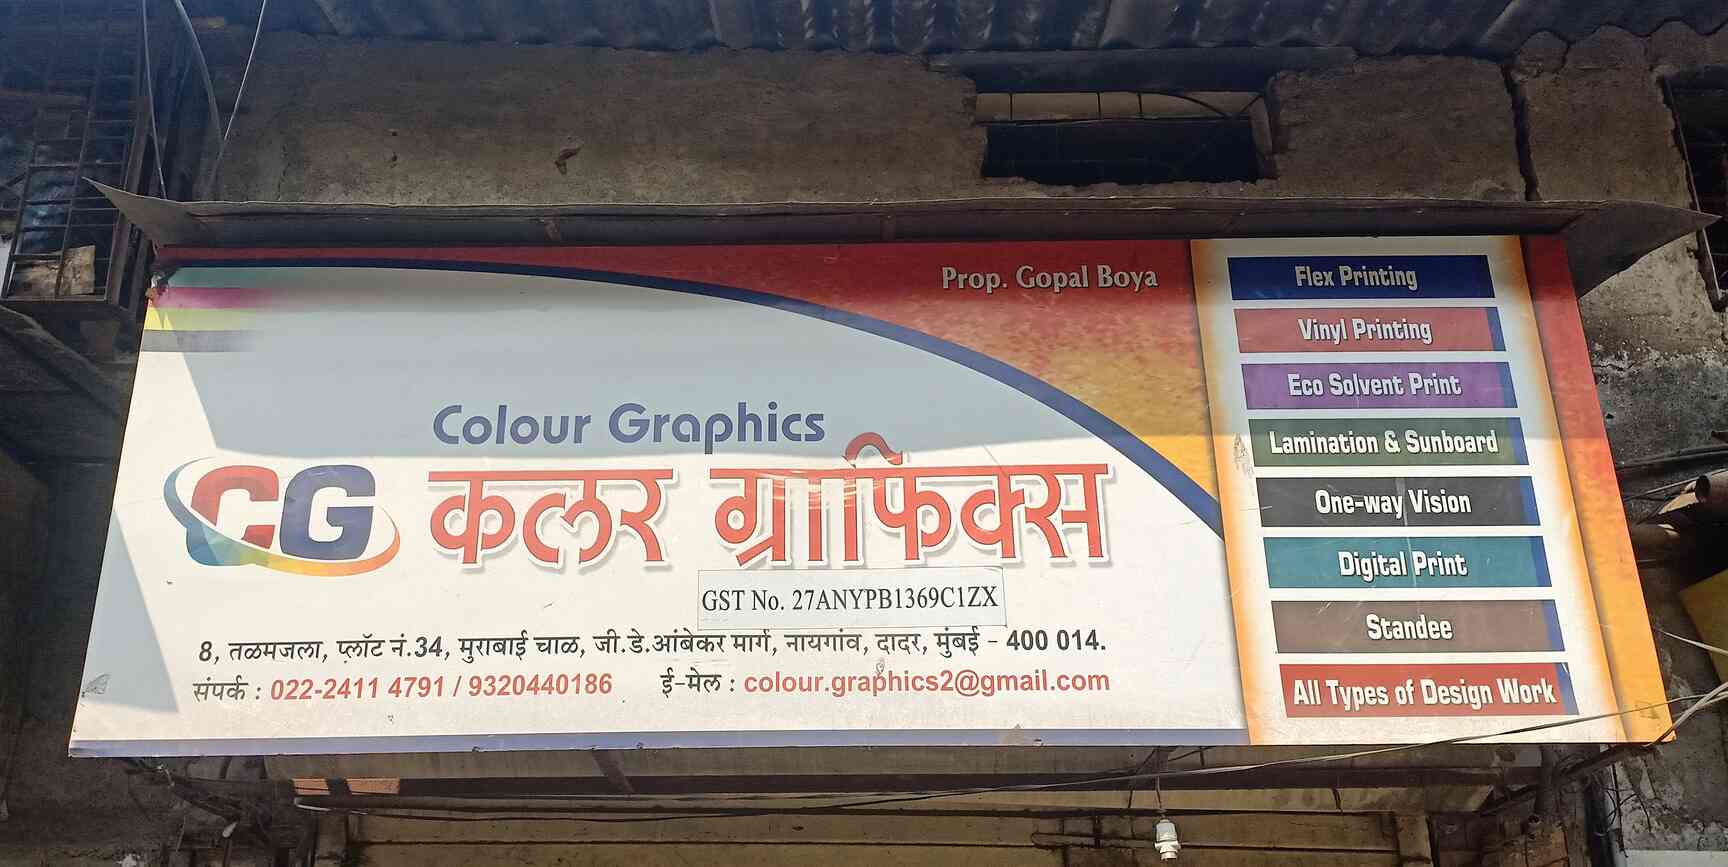 Prop. Gopal Boya
Colour Graphics
CG
कलर ग्राफिक्स
GST No. 27ANYPB1369C1ZX
8, तळमजला, प्लॉट नं.34, मुराबाई चाळ, जी.डे.आंबेकर मार्ग, नायगांव, दादर, मुंबई - 400 014.
संपर्क : 022-2411 4791 / 9320440186 ई-मेल : colour.graphics2@gmail.com
Flex Printing
Vinyl Printing
Eco Solvent Print
Lamination & Sunboard
One-way Vision
Digital Print
Standee
All Types of Design Work